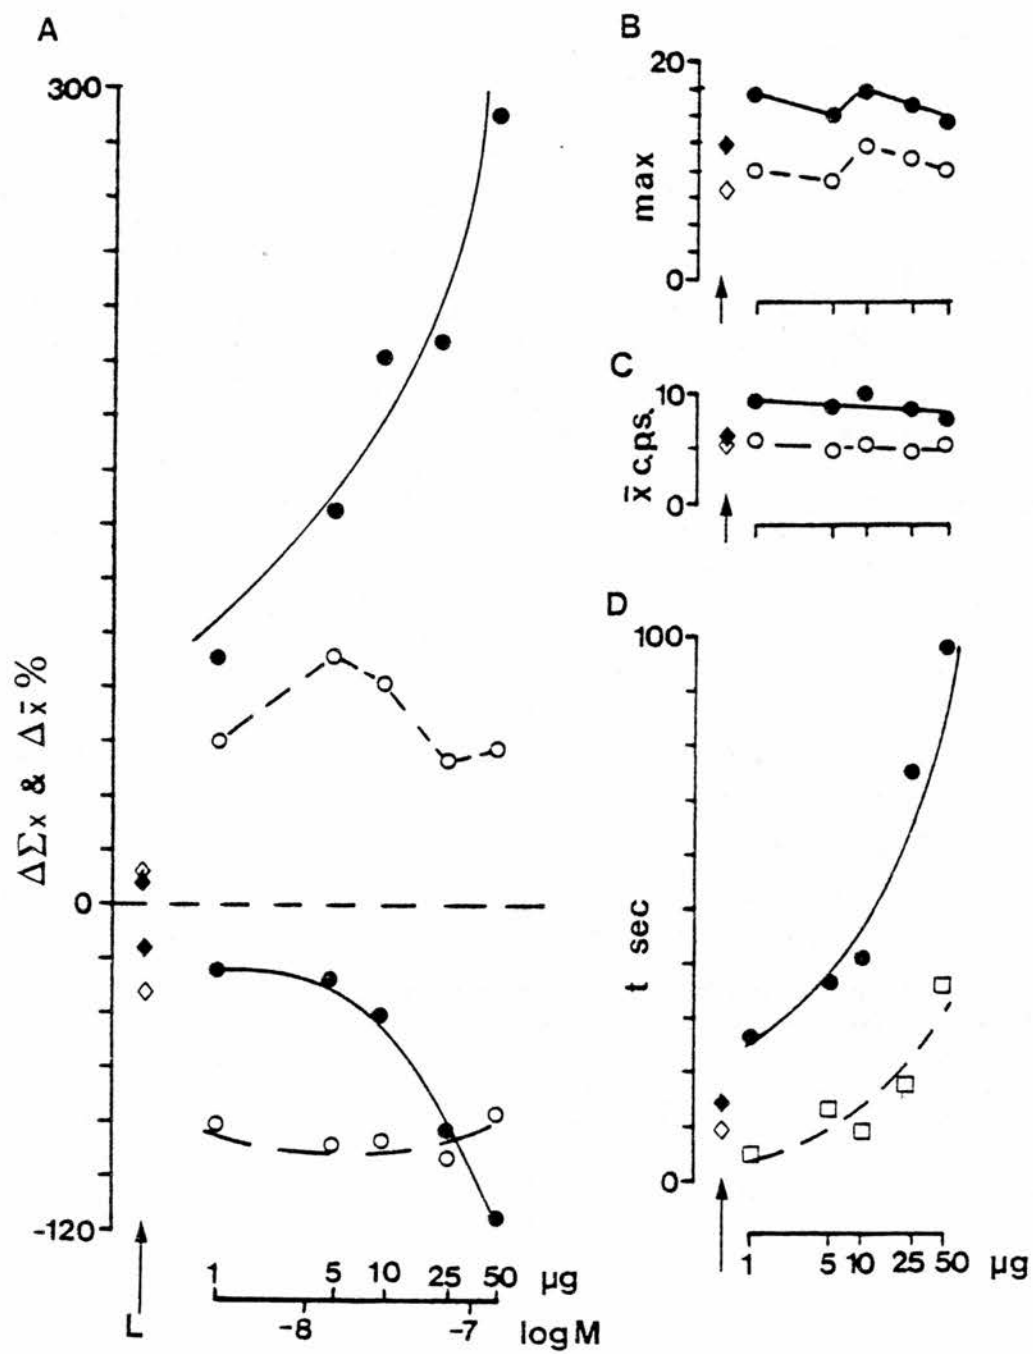 A
300
ΔΣx & Δx̄ %
0
-120
L
1 5 10 25 50 µg
-8 -7 log M
B
20
max
0
C
10
x̄ c.p.s.
0
D
100
t sec
0
1 5 10 25 50 µg